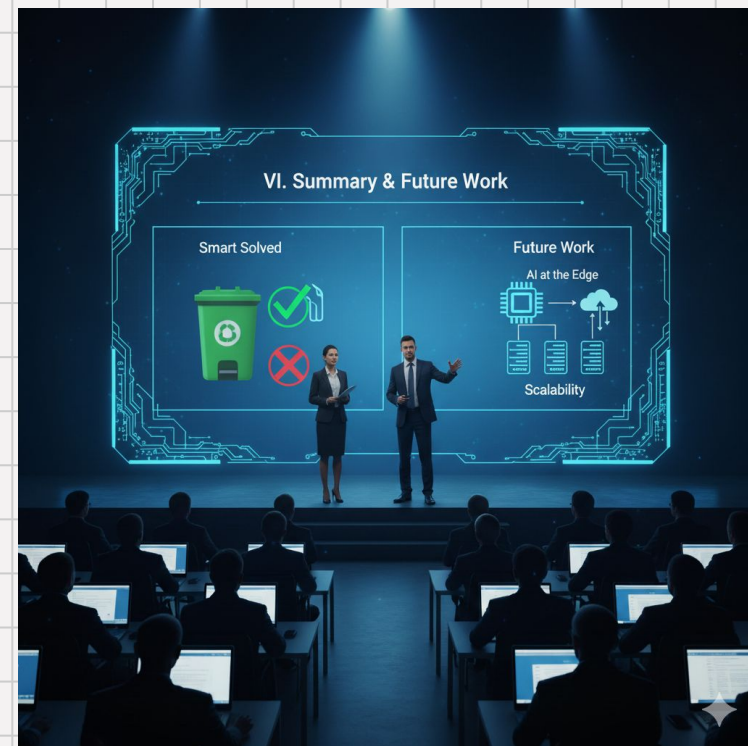 VI. Summary & Future Work
Smart Solved
Future Work
AI at the Edge
Scalability